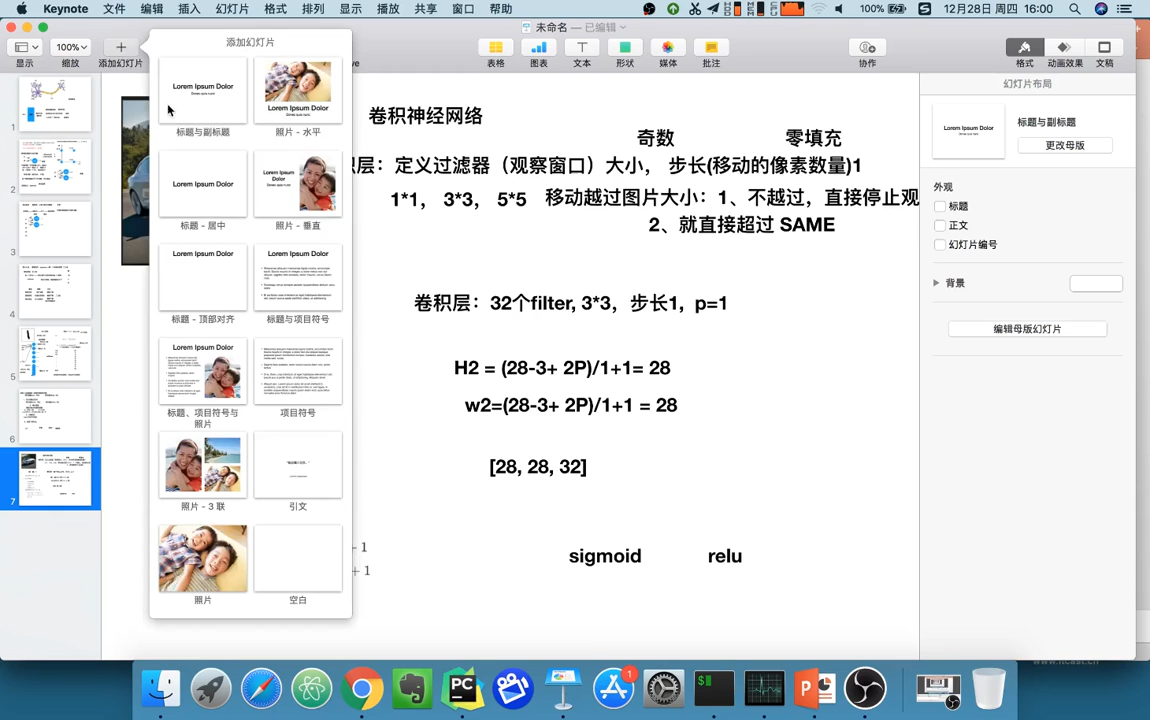 Keynote 文件 编辑 插入 幻灯片 格式 排列 显示 播放 共享 窗口 帮助 100% 12月28日 周四 16:00
未命名 — 已编辑
100%
显示 缩放 添加幻灯片 表格 图表 文本 形状 媒体 批注 协作 格式 动画效果 文稿
添加幻灯片
Lorem Ipsum Dolor
标题与副标题
Lorem Ipsum Dolor
照片 - 水平
Lorem Ipsum Dolor
标题 - 居中
Lorem Ipsum Dolor
照片 - 垂直
Lorem Ipsum Dolor
标题 - 顶部对齐
Lorem Ipsum Dolor
标题与项目符号
Lorem Ipsum Dolor
标题、项目符号与
照片
项目符号
照片 - 3 联
引文
照片
空白
1
2
3
4
5
6
7
卷积神经网络
奇数 零填充
层：定义过滤器（观察窗口）大小， 步长(移动的像素数量)1
1*1， 3*3， 5*5 移动越过图片大小：1、不越过，直接停止观
2、就直接超过 SAME
卷积层：32个filter, 3*3，步长1, p=1
H2 = (28-3+ 2P)/1+1= 28
w2=(28-3+ 2P)/1+1 = 28
[28, 28, 32]
- 1
+ 1
sigmoid relu
幻灯片布局
Lorem Ipsum Dolor
标题与副标题
更改母版
外观
标题
正文
幻灯片编号
背景
编辑母版幻灯片
1
www.itcast.cn